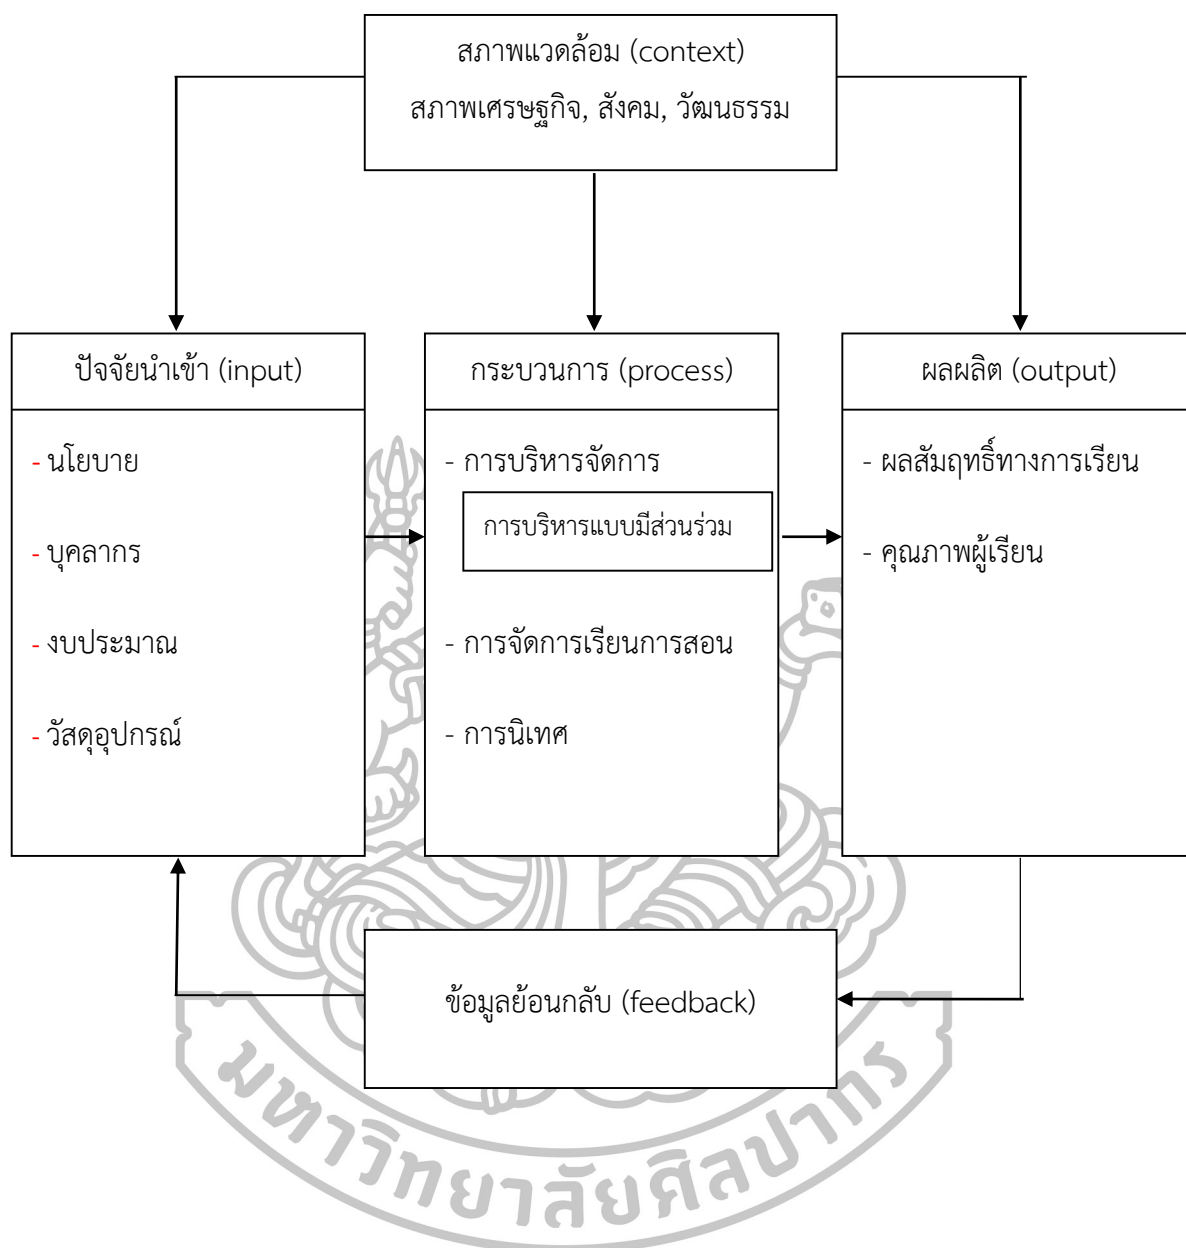 สภาพแวดล้อม (context)
สภาพเศรษฐกิจ, สังคม, วัฒนธรรม
ปัจจัยนำเข้า (input)
- นโยบาย
- บุคลากร
- งบประมาณ
- วัสดุอุปกรณ์
กระบวนการ (process)
- การบริหารจัดการ
การบริหารแบบมีส่วนร่วม
- การจัดการเรียนการสอน
- การนิเทศ
ผลผลิต (output)
- ผลสัมฤทธิ์ทางการเรียน
- คุณภาพผู้เรียน
ข้อมูลย้อนกลับ (feedback)
มหาวิทยาลัยศิลปากร